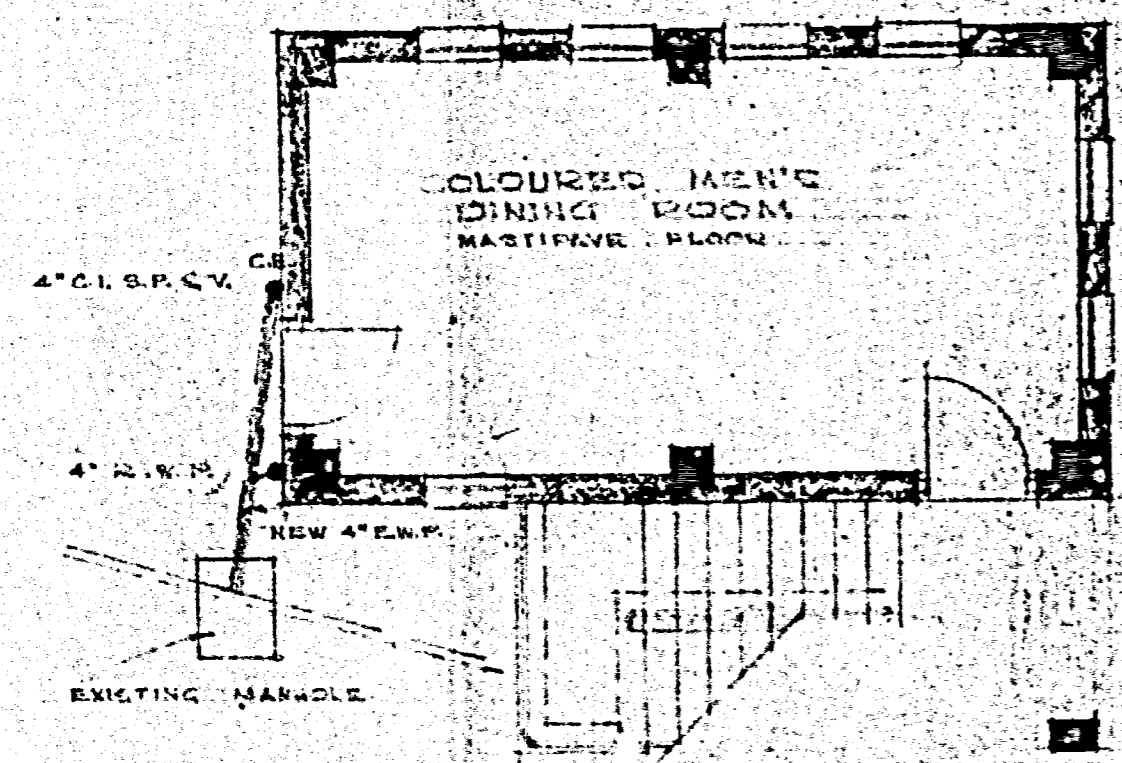 COLOURED MEN'S
DINING ROOM
MASTIPAVE FLOOR
C.E.
4" C.I. S.P. & V.
4" R.W.P.
NEW 4" E.W.P.
EXISTING MANHOLE